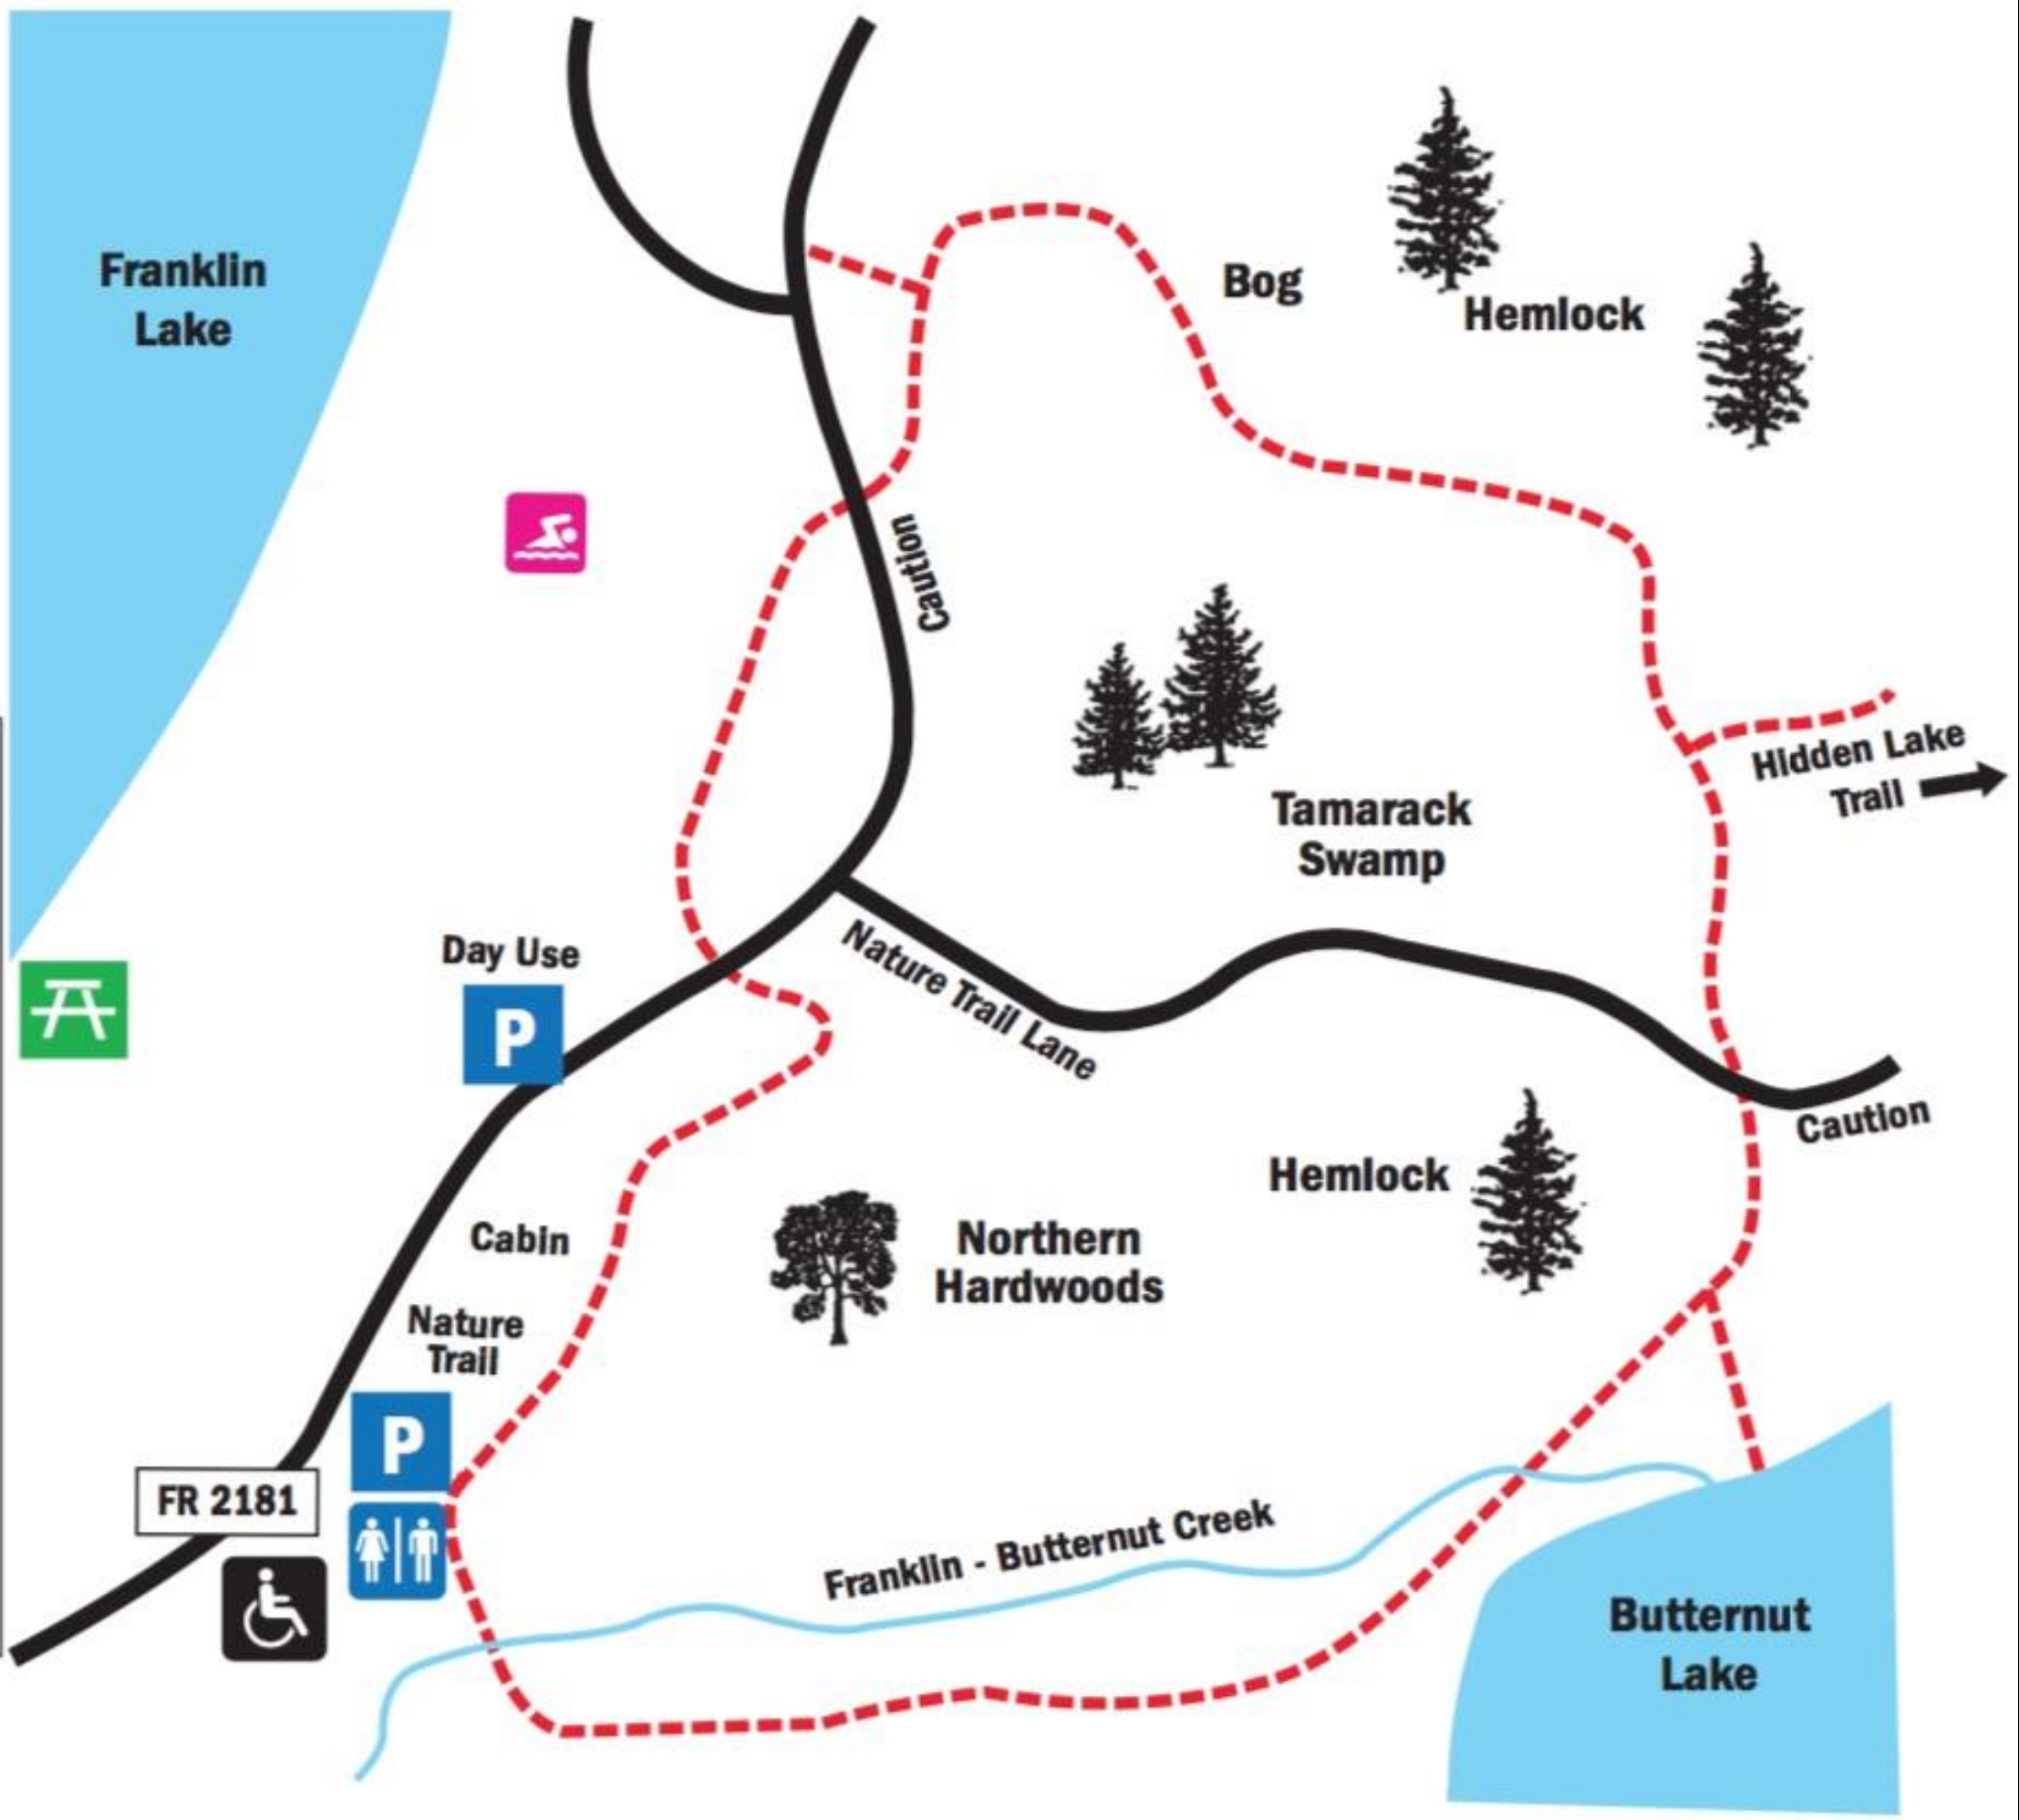 Franklin
Lake
Bog
Hemlock
Caution
Hidden Lake
Trail
Tamarack
Swamp
Day Use
P
Nature Trail Lane
Caution
Hemlock
Cabin
Northern
Hardwoods
Nature
Trail
P
FR 2181
Franklin - Butternut Creek
Butternut
Lake